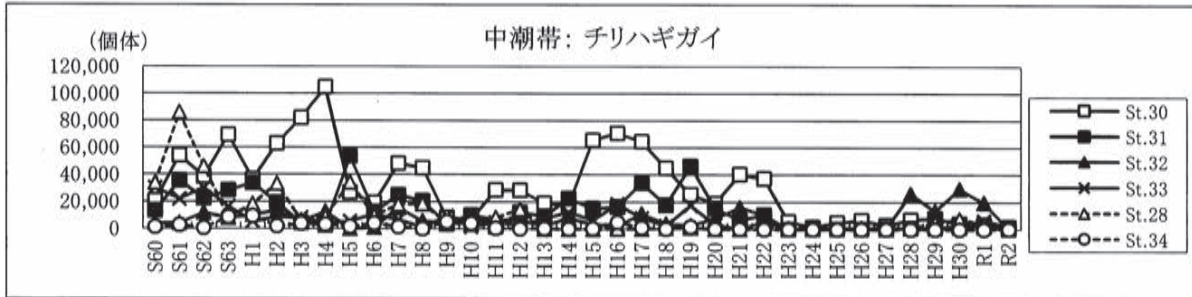 中潮帯: チリハギガイ
(個体)
120,000
100,000
80,000
60,000
40,000
20,000
0
S60 S61 S62 S63 H1 H2 H3 H4 H5 H6 H7 H8 H9 H10 H11 H12 H13 H14 H15 H16 H17 H18 H19 H20 H21 H22 H23 H24 H25 H26 H27 H28 H29 H30 R1 R2
St.30
St.31
St.32
St.33
St.28
St.34